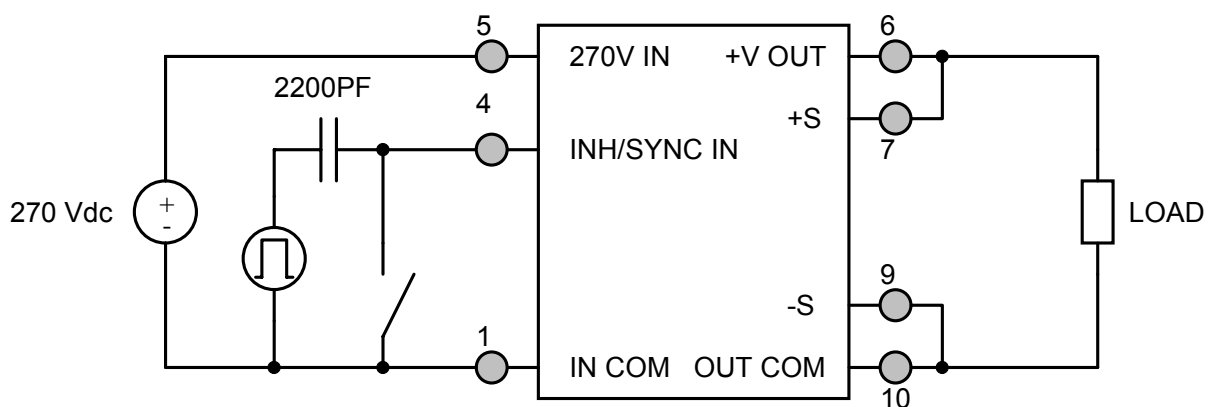 5
6
270V IN
+V OUT
2200PF
4
+S
7
INH/SYNC IN
270 Vdc
+
-
LOAD
9
-S
1
IN COM
OUT COM
10